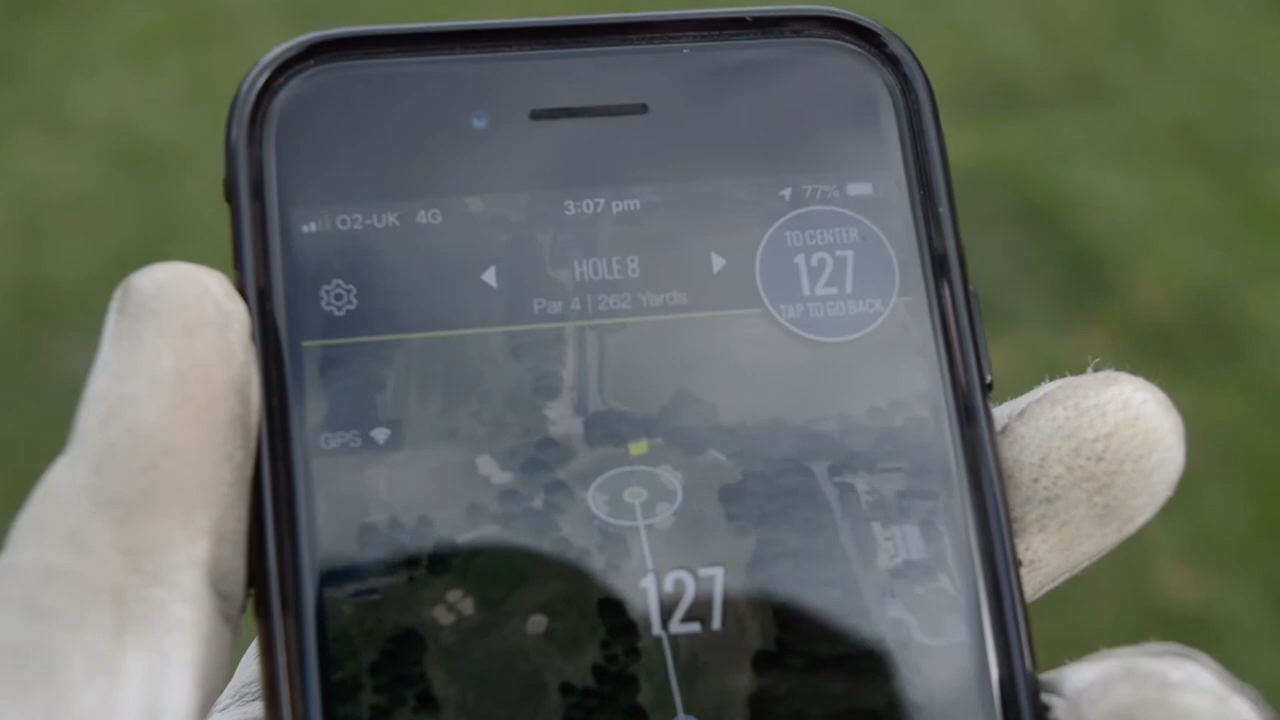 O2-UK 4G
3:07 pm
77%
HOLE 8
Par 4 | 262 Yards
TO CENTER
127
TAP TO GO BACK
GPS
127